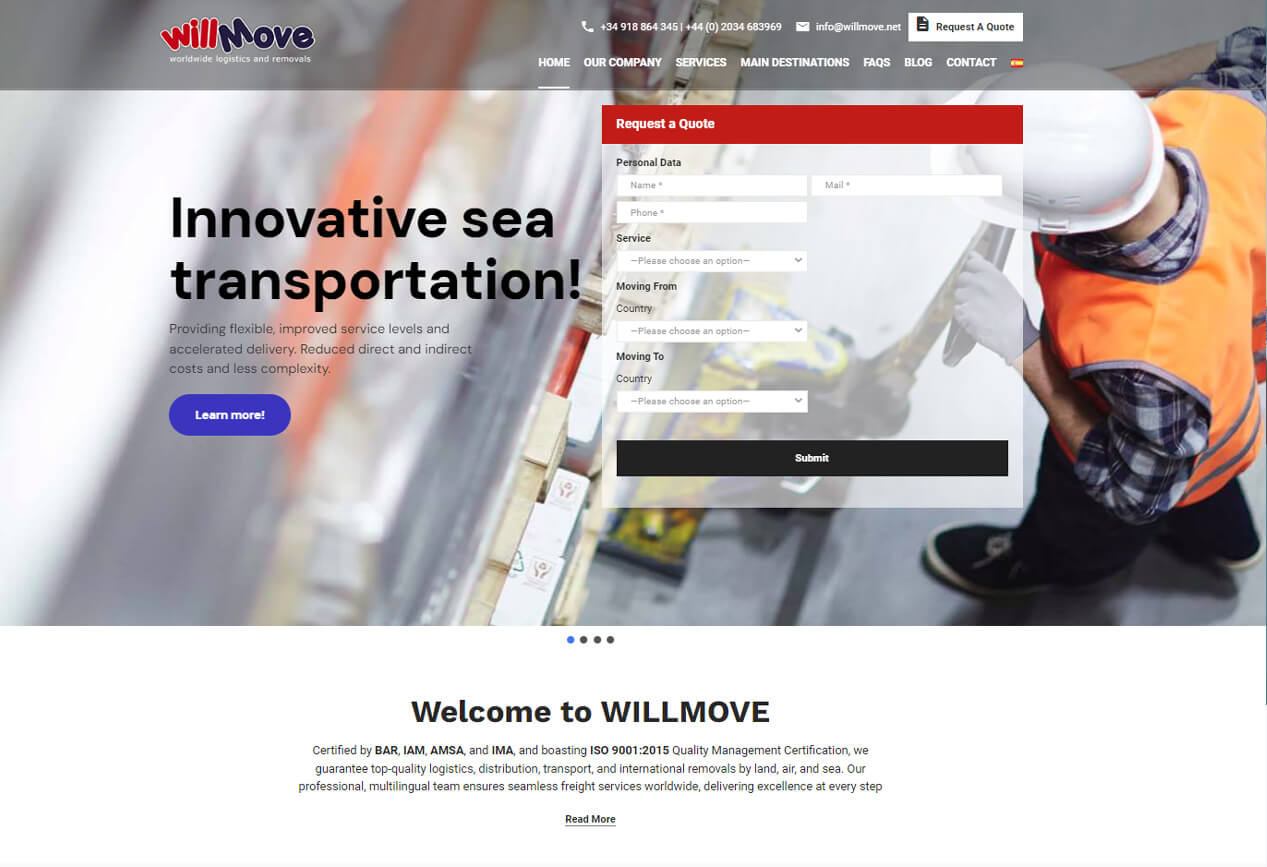 willMove
worldwide logistics and removals
+34 918 864 345 | +44 (0) 2034 683969
info@willmove.net
Request A Quote
HOME
OUR COMPANY
SERVICES
MAIN DESTINATIONS
FAQS
BLOG
CONTACT
Request a Quote
Personal Data
Name *
Mail *
Phone *
Service
—Please choose an option—
Moving From
Country
—Please choose an option—
Moving To
Country
—Please choose an option—
Submit
Innovative sea
transportation!
Providing flexible, improved service levels and
accelerated delivery. Reduced direct and indirect
costs and less complexity.
Learn more!
Welcome to WILLMOVE
Certified by BAR, IAM, AMSA, and IMA, and boasting ISO 9001:2015 Quality Management Certification, we
guarantee top-quality logistics, distribution, transport, and international removals by land, air, and sea. Our
professional, multilingual team ensures seamless freight services worldwide, delivering excellence at every step
Read More